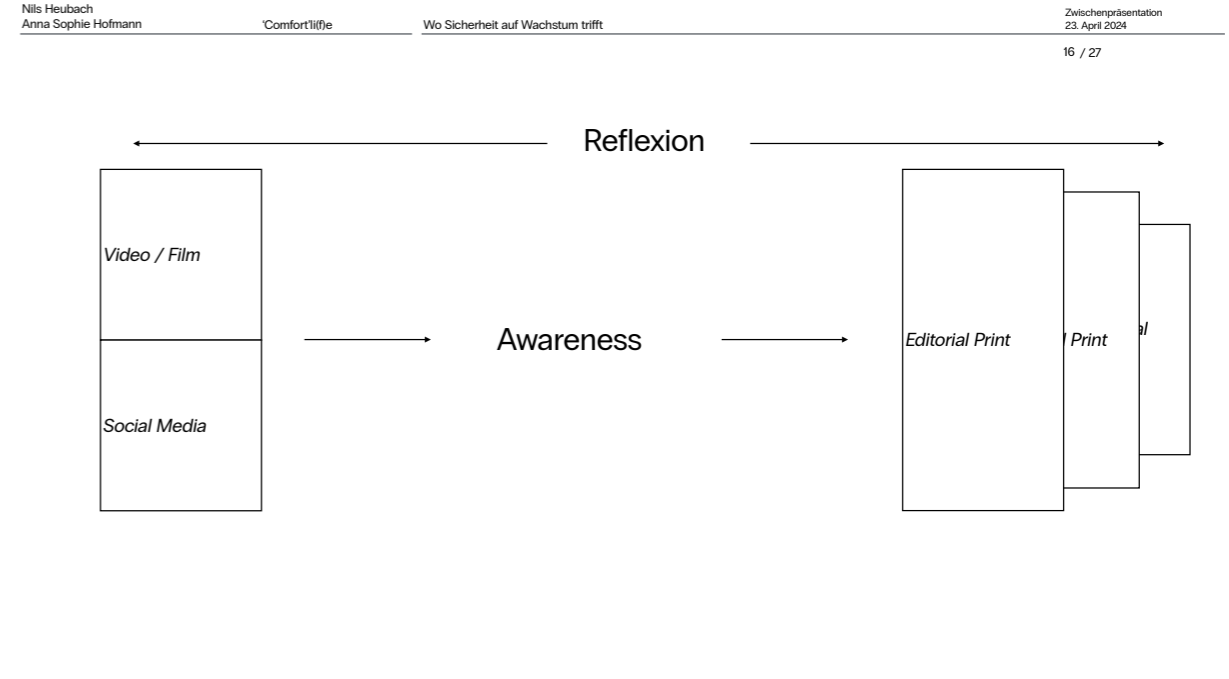 Nils Heubach
Anna Sophie Hofmann
'Comfort'li(f)e
Wo Sicherheit auf Wachstum trifft
Zwischenpräsentation
23. April 2024
16 / 27
Reflexion
Video / Film
Social Media
Awareness
Editorial Print
l Print
al